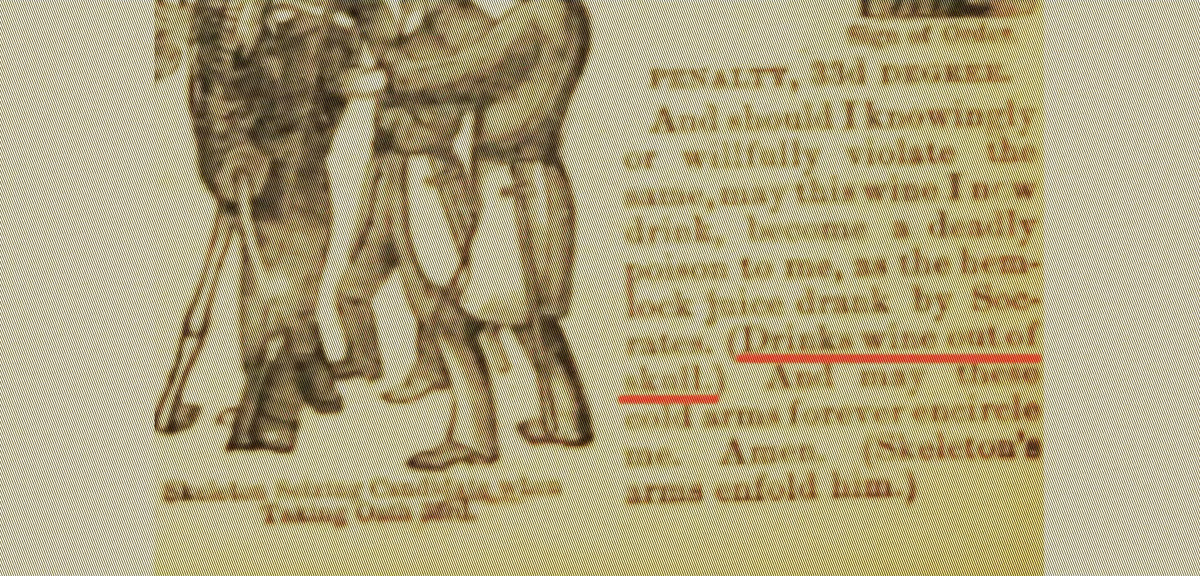 Sign of Order
PENALTY, 33d DEGREE.
And should I knowingly
or willfully violate the
same, may this wine I now
drink, become a deadly
poison to me, as the hem-
lock juice drank by Soc-
rates. (Drinks wine out of
skull.) And may these
cold arms forever encircle
me. Amen. (Skeleton's
arms enfold him.)
Skeleton Seizing Candidate when
Taking Oath